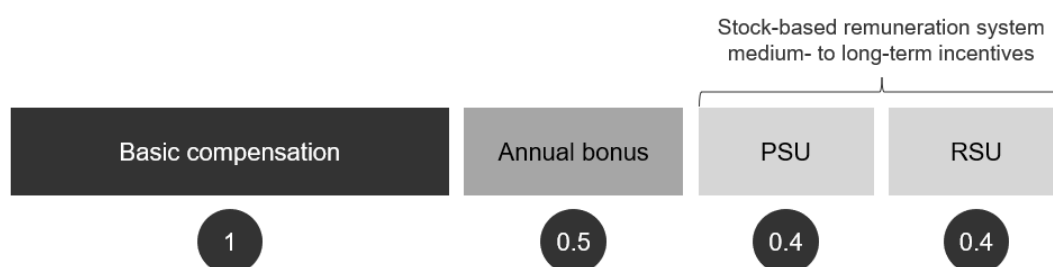 Stock-based remuneration system
medium- to long-term incentives
Basic compensation
Annual bonus
PSU
RSU
1
0.5
0.4
0.4